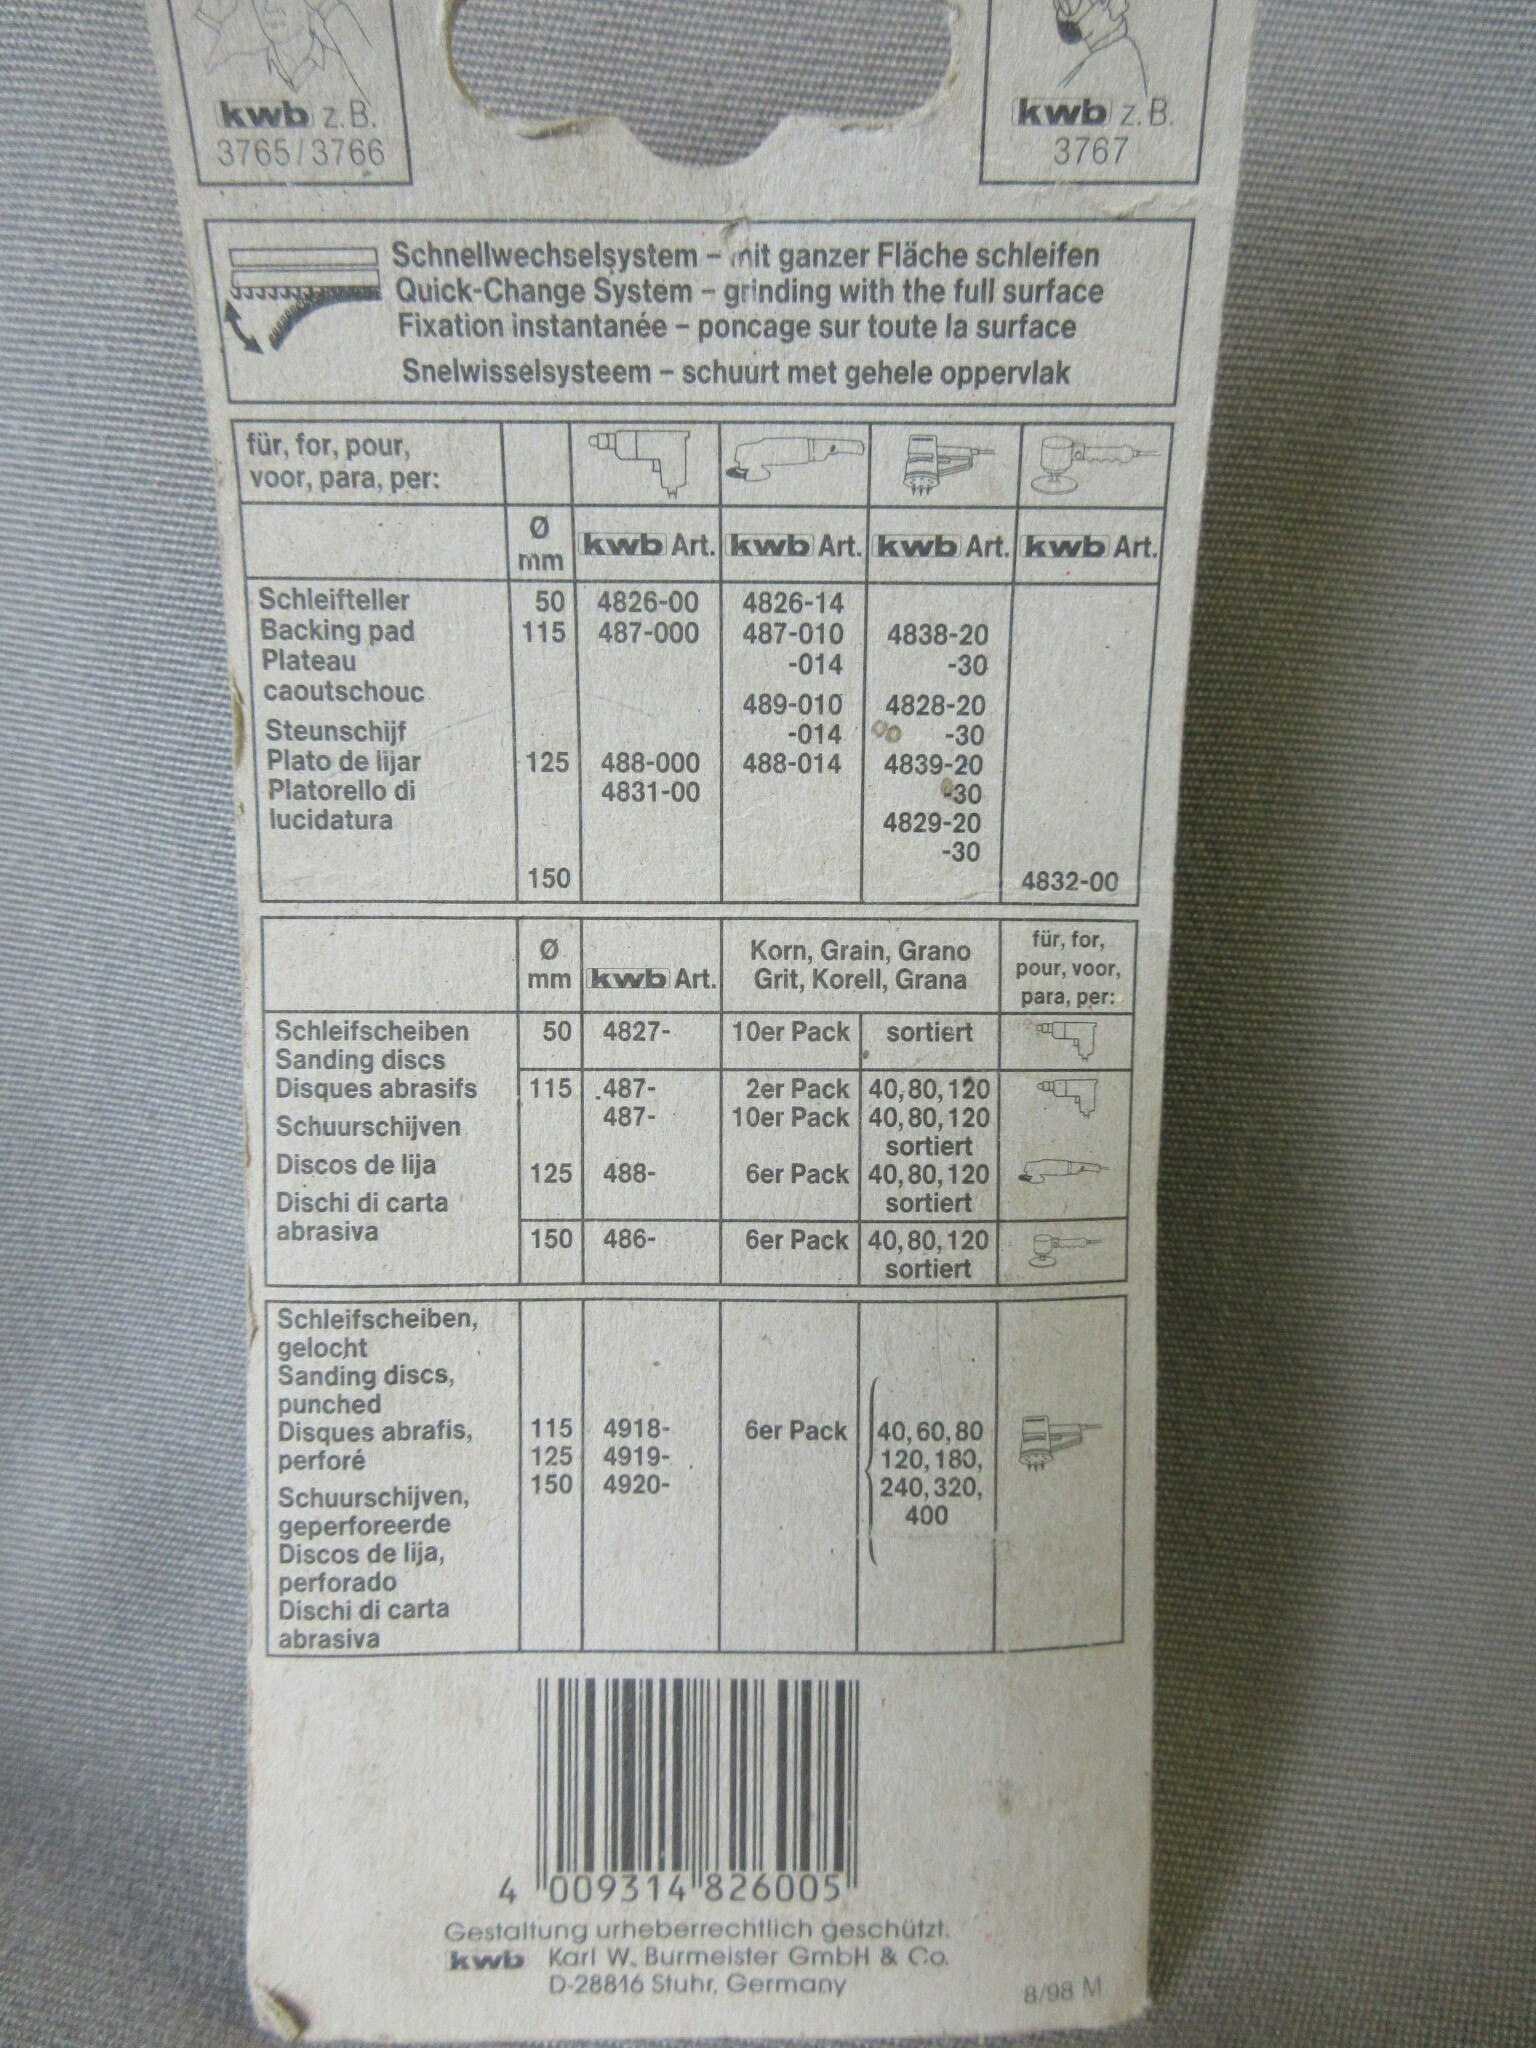 kwb z.B.
3765/3766
kwb z.B.
3767
Schnellwechselsystem – mit ganzer Fläche schleifen
Quick-Change System – grinding with the full surface
Fixation instantanée – poncage sur toute la surface
Snelwisselsysteem – schuurt met gehele oppervlak
für, for, pour,
voor, para, per:
Ø
mm kwb Art. kwb Art. kwb Art. kwb Art.
Schleifteller 50 4826-00 4826-14
Backing pad 115 487-000 487-010 4838-20
Plateau -014 -30
caoutschouc 489-010 4828-20
Steunschijf -014 -30
Plato de lijar 125 488-000 488-014 4839-20
Platorello di 4831-00 -30
lucidatura 4829-20
-30
150 4832-00
Ø
mm kwb Art.
Korn, Grain, Grano
Grit, Korell, Grana
für, for,
pour, voor,
para, per:
Schleifscheiben 50 4827- 10er Pack sortiert
Sanding discs
Disques abrasifs 115 487- 2er Pack 40,80,120
Schuurschijven 487- 10er Pack 40,80,120
sortiert
Discos de lija 125 488- 6er Pack 40,80,120
Dischi di carta sortiert
abrasiva 150 486- 6er Pack 40,80,120
sortiert
Schleifscheiben,
gelocht
Sanding discs,
punched
Disques abrafis, 115 4918- 6er Pack 40,60,80
perforé 125 4919- 120,180,
Schuurschijven, 150 4920- 240,320,
geperforeerde 400
Discos de lija,
perforado
Dischi di carta
abrasiva
4 009314 826005
Gestaltung urheberrechtlich geschützt.
kwb Karl W. Burmeister GmbH & Co.
D-28816 Stuhr, Germany
8/98 M